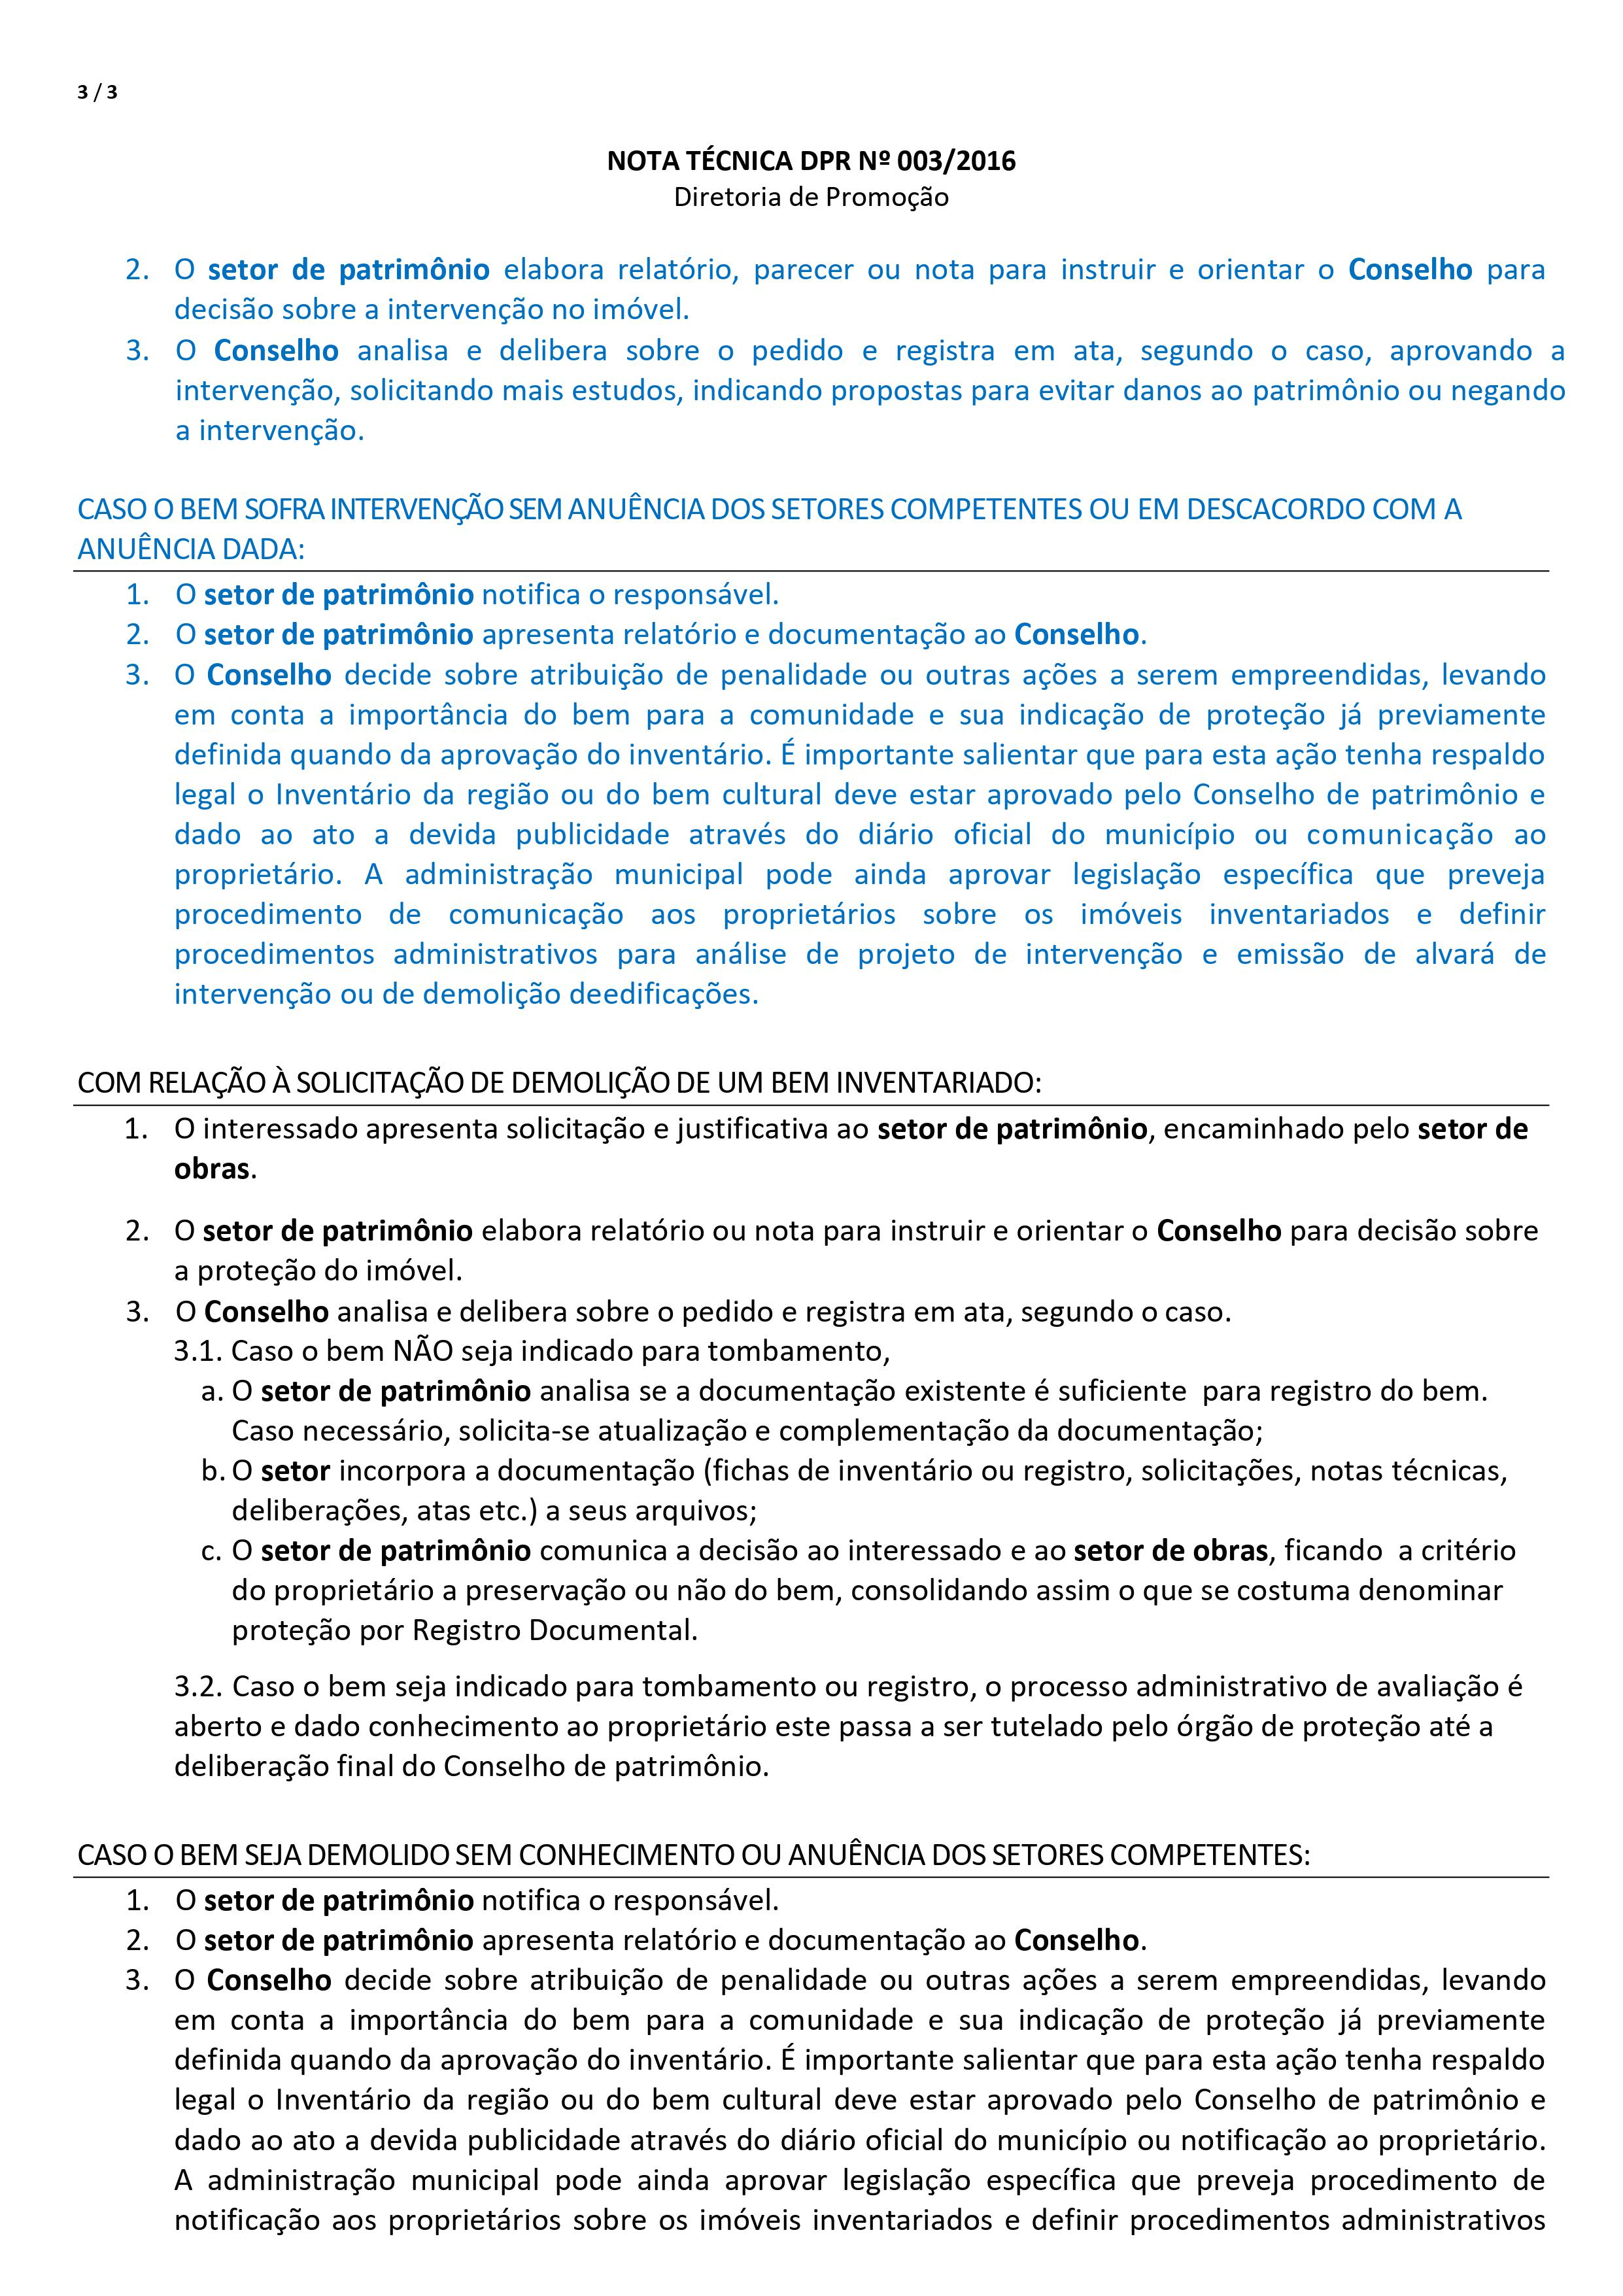 3 / 3
NOTA TÉCNICA DPR Nº 003/2016
Diretoria de Promoção
2. O setor de patrimônio elabora relatório, parecer ou nota para instruir e orientar o Conselho para
decisão sobre a intervenção no imóvel.
3. O Conselho analisa e delibera sobre o pedido e registra em ata, segundo o caso, aprovando a
intervenção, solicitando mais estudos, indicando propostas para evitar danos ao patrimônio ou negando
a intervenção.
CASO O BEM SOFRA INTERVENÇÃO SEM ANUÊNCIA DOS SETORES COMPETENTES OU EM DESCACORDO COM A
ANUÊNCIA DADA:
1. O setor de patrimônio notifica o responsável.
2. O setor de patrimônio apresenta relatório e documentação ao Conselho.
3. O Conselho decide sobre atribuição de penalidade ou outras ações a serem empreendidas, levando
em conta a importância do bem para a comunidade e sua indicação de proteção já previamente
definida quando da aprovação do inventário. É importante salientar que para esta ação tenha respaldo
legal o Inventário da região ou do bem cultural deve estar aprovado pelo Conselho de patrimônio e
dado ao ato a devida publicidade através do diário oficial do município ou comunicação ao
proprietário. A administração municipal pode ainda aprovar legislação específica que preveja
procedimento de comunicação aos proprietários sobre os imóveis inventariados e definir
procedimentos administrativos para análise de projeto de intervenção e emissão de alvará de
intervenção ou de demolição deedificações.
COM RELAÇÃO À SOLICITAÇÃO DE DEMOLIÇÃO DE UM BEM INVENTARIADO:
1. O interessado apresenta solicitação e justificativa ao setor de patrimônio, encaminhado pelo setor de
obras.
2. O setor de patrimônio elabora relatório ou nota para instruir e orientar o Conselho para decisão sobre
a proteção do imóvel.
3. O Conselho analisa e delibera sobre o pedido e registra em ata, segundo o caso.
3.1. Caso o bem NÃO seja indicado para tombamento,
a. O setor de patrimônio analisa se a documentação existente é suficiente para registro do bem.
Caso necessário, solicita-se atualização e complementação da documentação;
b. O setor incorpora a documentação (fichas de inventário ou registro, solicitações, notas técnicas,
deliberações, atas etc.) a seus arquivos;
c. O setor de patrimônio comunica a decisão ao interessado e ao setor de obras, ficando a critério
do proprietário a preservação ou não do bem, consolidando assim o que se costuma denominar
proteção por Registro Documental.
3.2. Caso o bem seja indicado para tombamento ou registro, o processo administrativo de avaliação é
aberto e dado conhecimento ao proprietário este passa a ser tutelado pelo órgão de proteção até a
deliberação final do Conselho de patrimônio.
CASO O BEM SEJA DEMOLIDO SEM CONHECIMENTO OU ANUÊNCIA DOS SETORES COMPETENTES:
1. O setor de patrimônio notifica o responsável.
2. O setor de patrimônio apresenta relatório e documentação ao Conselho.
3. O Conselho decide sobre atribuição de penalidade ou outras ações a serem empreendidas, levando
em conta a importância do bem para a comunidade e sua indicação de proteção já previamente
definida quando da aprovação do inventário. É importante salientar que para esta ação tenha respaldo
legal o Inventário da região ou do bem cultural deve estar aprovado pelo Conselho de patrimônio e
dado ao ato a devida publicidade através do diário oficial do município ou notificação ao proprietário.
A administração municipal pode ainda aprovar legislação específica que preveja procedimento de
notificação aos proprietários sobre os imóveis inventariados e definir procedimentos administrativos